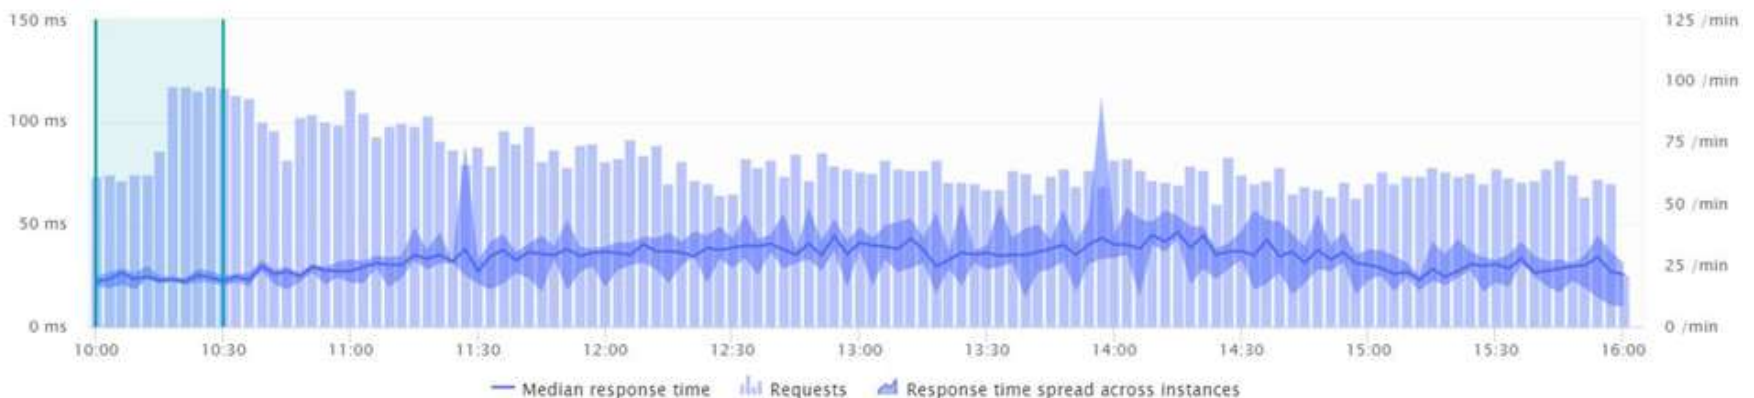 150 ms
125 /min
100 /min
100 ms
75 /min
50 ms
50 /min
25 /min
0 ms
0 /min
10:00 10:30 11:00 11:30 12:00 12:30 13:00 13:30 14:00 14:30 15:00 15:30 16:00
Median response time Requests Response time spread across instances